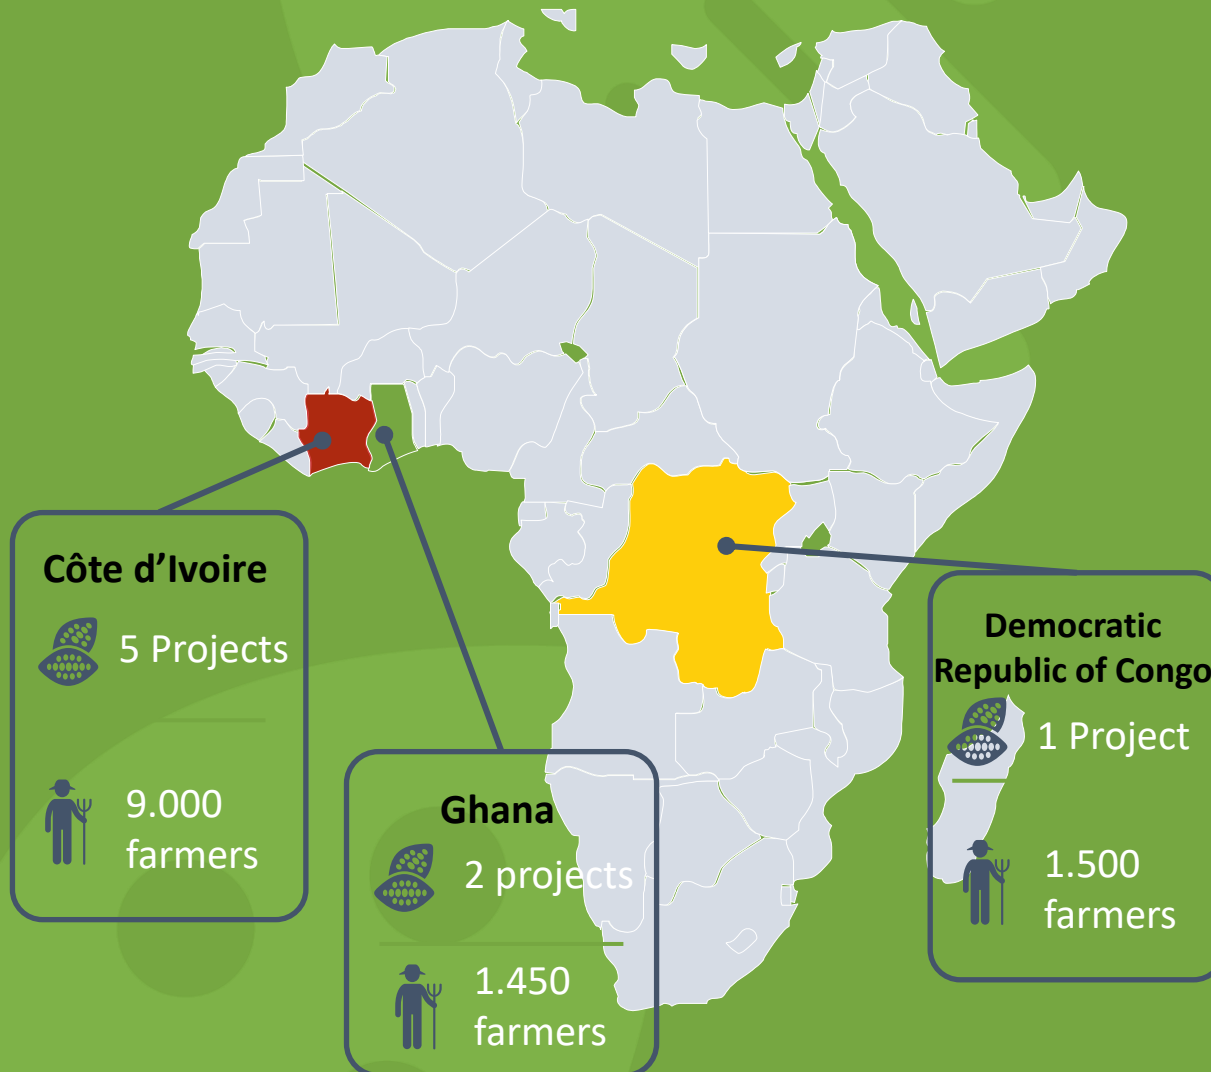 Côte d’Ivoire
5 Projects
9.000
farmers
Ghana
2 projects
1.450
farmers
Democratic
Republic of Congo
1 Project
1.500
farmers